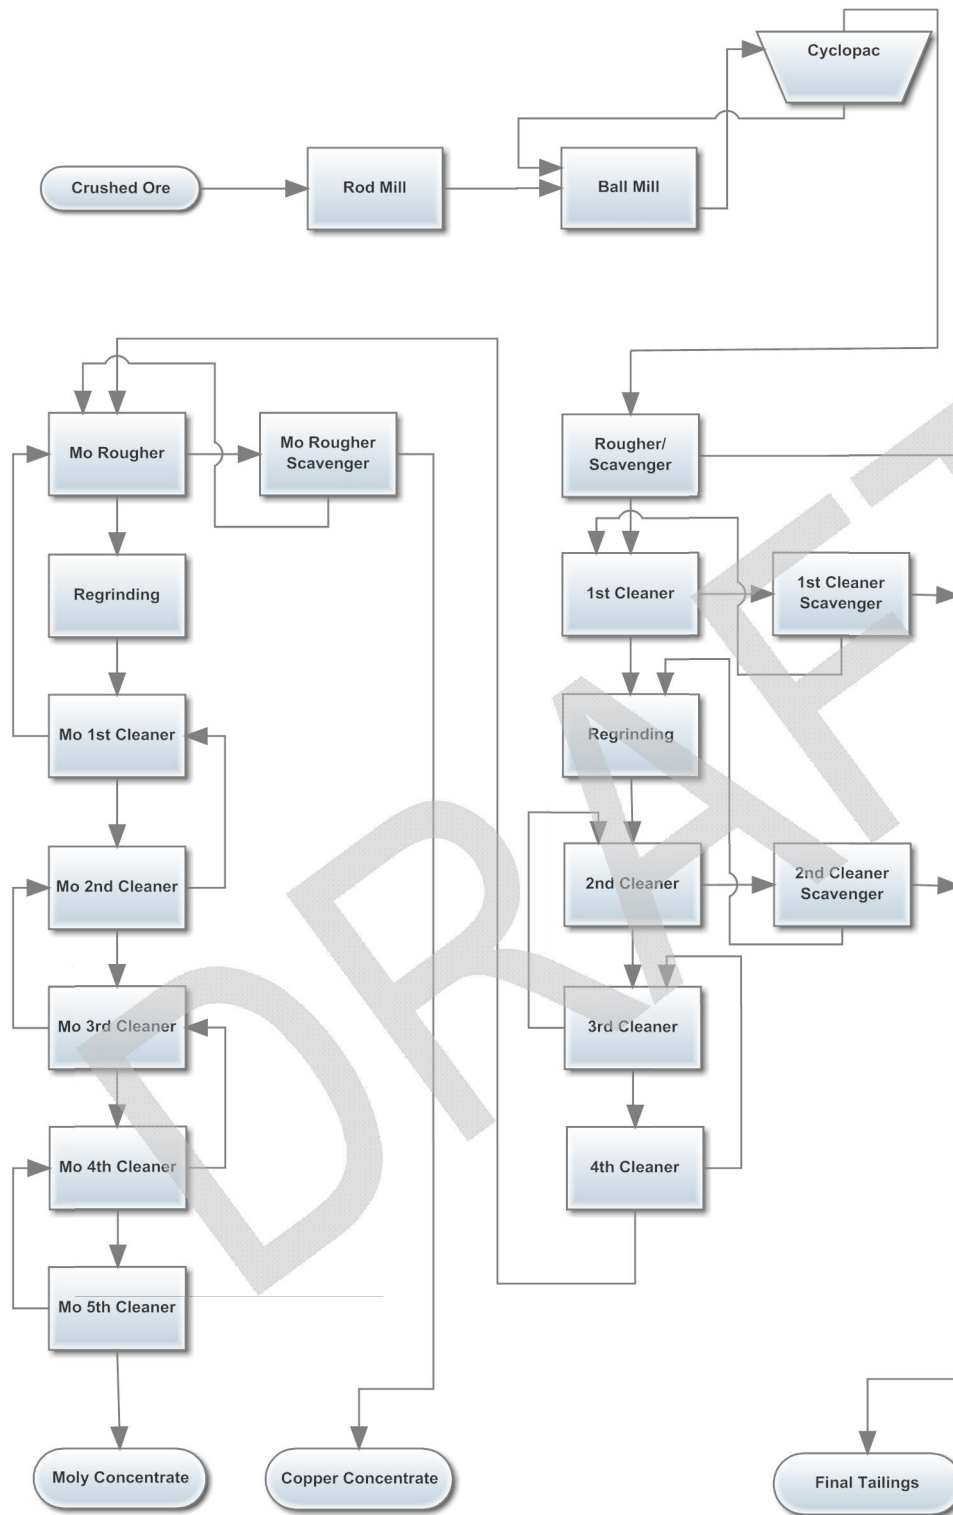 Cyclopac
Crushed Ore
Rod Mill
Ball Mill
Mo Rougher
Mo Rougher
Scavenger
Rougher/
Scavenger
Regrinding
1st Cleaner
1st Cleaner
Scavenger
Mo 1st Cleaner
Regrinding
Mo 2nd Cleaner
2nd Cleaner
2nd Cleaner
Scavenger
Mo 3rd Cleaner
3rd Cleaner
Mo 4th Cleaner
4th Cleaner
Mo 5th Cleaner
Moly Concentrate
Copper Concentrate
Final Tailings
DRAFT